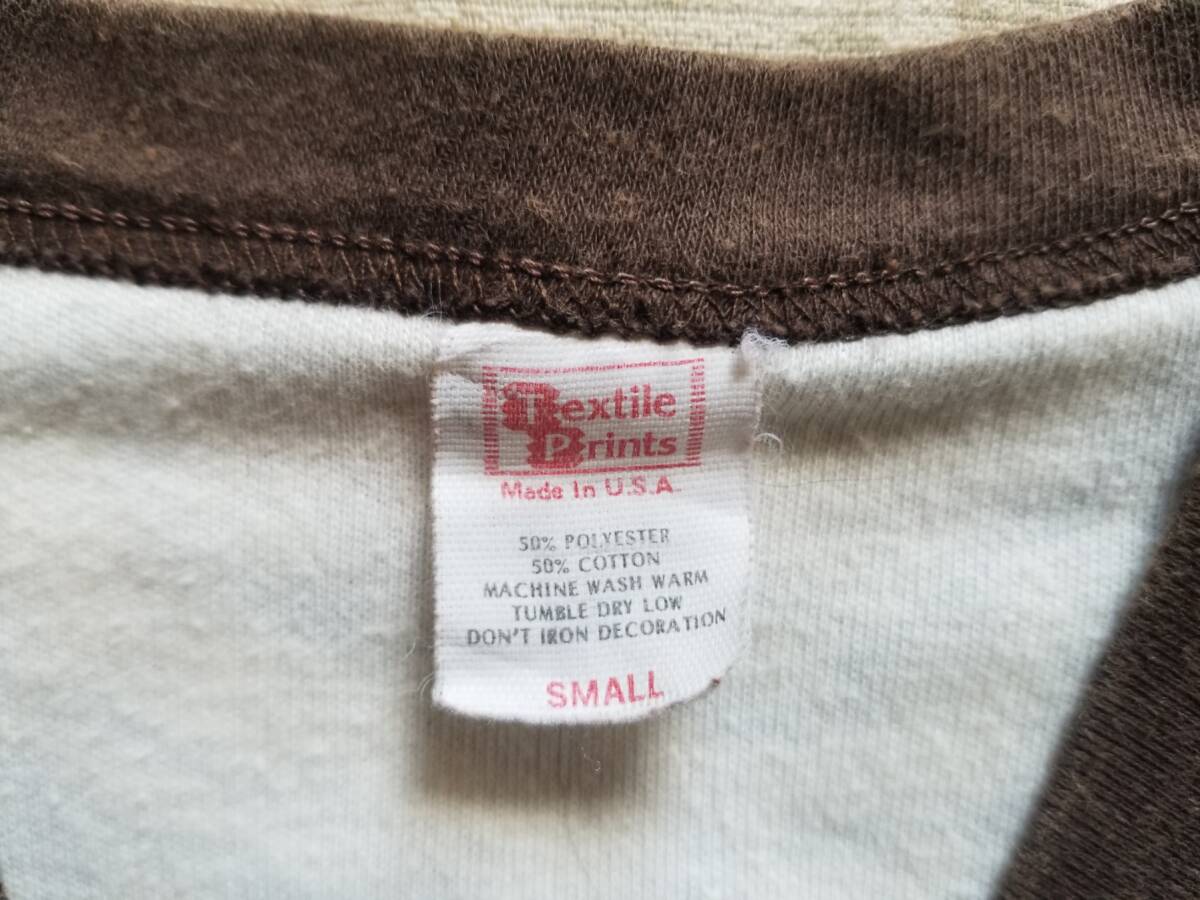 Textile
Prints
Made In U.S.A.
50% POLYESTER
50% COTTON
MACHINE WASH WARM
TUMBLE DRY LOW
DON'T IRON DECORATION
SMALL